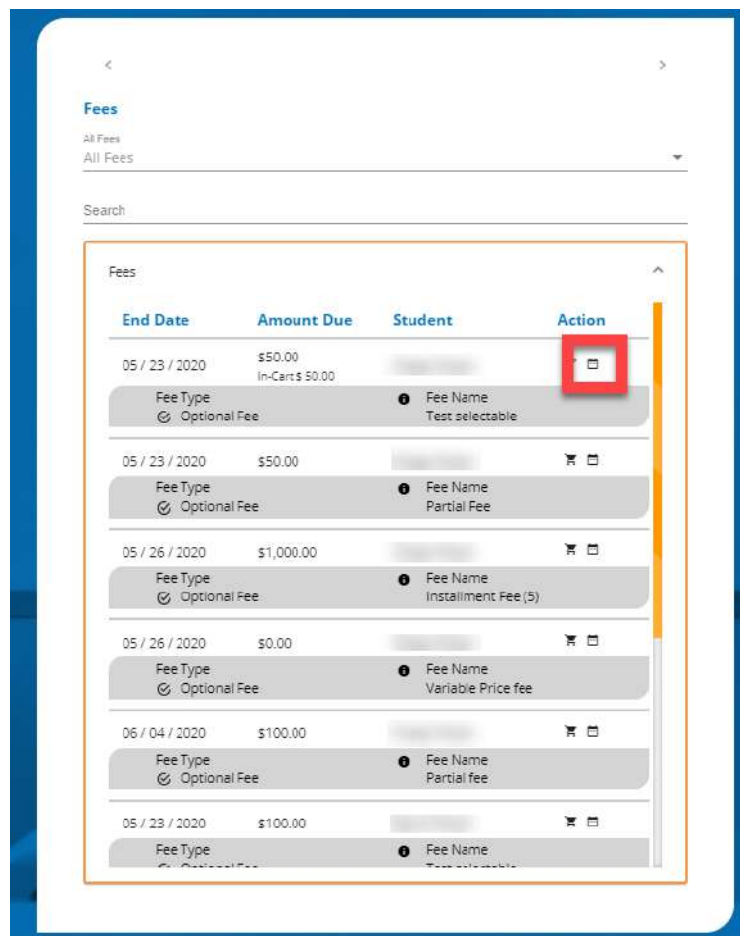 Fees
All Fees
All Fees
Search
Fees
End Date Amount Due Student Action
05 / 23 / 2020 $50.00
In-Cart $ 50.00
Fee Type Fee Name
Optional Fee Test selectable
05 / 23 / 2020 $50.00
Fee Type Fee Name
Optional Fee Partial Fee
05 / 26 / 2020 $1,000.00
Fee Type Fee Name
Optional Fee Installment Fee (5)
05 / 26 / 2020 $0.00
Fee Type Fee Name
Optional Fee Variable Price fee
06 / 04 / 2020 $100.00
Fee Type Fee Name
Optional Fee Partial fee
05 / 23 / 2020 $100.00
Fee Type Fee Name
Optional Fee Test selectable